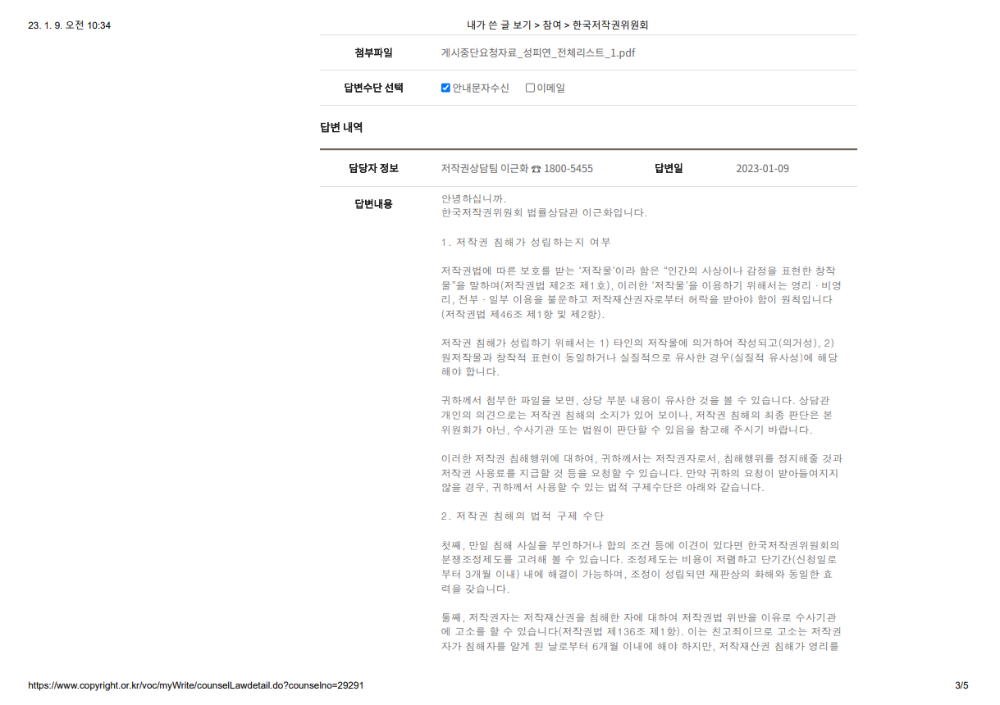 23. 1. 9. 오전 10:34
내가 쓴 글 보기 > 참여 > 한국저작권위원회
첨부파일 게시중단요청자료_성피연_전체리스트_1.pdf
답변수단 선택 안내문자수신 이메일
답변 내역
담당자 정보 저작권상담팀 이근화 ☎ 1800-5455 답변일 2023-01-09
답변내용
안녕하십니까.
한국저작권위원회 법률상담관 이근화입니다.
1. 저작권 침해가 성립하는지 여부
저작권법에 따른 보호를 받는 ‘저작물’이라 함은 “인간의 사상이나 감정을 표현한 창작
물”을 말하며(저작권법 제2조 제1호), 이러한 ‘저작물’을 이용하기 위해서는 영리 · 비영
리, 전부 · 일부 이용을 불문하고 저작재산권자로부터 허락을 받아야 함이 원칙입니다
(저작권법 제46조 제1항 및 제2항).
저작권 침해가 성립하기 위해서는 1) 타인의 저작물에 의거하여 작성되고(의거성), 2)
원저작물과 창작적 표현이 동일하거나 실질적으로 유사한 경우(실질적 유사성)에 해당
해야 합니다.
귀하께서 첨부한 파일을 보면, 상당 부분 내용이 유사한 것을 볼 수 있습니다. 상담관
개인의 의견으로는 저작권 침해의 소지가 있어 보이나, 저작권 침해의 최종 판단은 본
위원회가 아닌, 수사기관 또는 법원이 판단할 수 있음을 참고해 주시기 바랍니다.
이러한 저작권 침해행위에 대하여, 귀하께서는 저작권자로서, 침해행위를 정지해줄 것과
저작권 사용료를 지급할 것 등을 요청할 수 있습니다. 만약 귀하의 요청이 받아들여지지
않을 경우, 귀하께서 사용할 수 있는 법적 구제수단은 아래와 같습니다.
2. 저작권 침해의 법적 구제 수단
첫째, 만일 침해 사실을 부인하거나 합의 조건 등에 이견이 있다면 한국저작권위원회의
분쟁조정제도를 고려해 볼 수 있습니다. 조정제도는 비용이 저렴하고 단기간(신청일로
부터 3개월 이내) 내에 해결이 가능하며, 조정이 성립되면 재판상의 화해와 동일한 효
력을 갖습니다.
둘째, 저작권자는 저작재산권을 침해한 자에 대하여 저작권법 위반을 이유로 수사기관
에 고소를 할 수 있습니다(저작권법 제136조 제1항). 이는 친고죄이므로 고소는 저작권
자가 침해자를 알게 된 날로부터 6개월 이내에 해야 하지만, 저작재산권 침해가 영리를
https://www.copyright.or.kr/voc/myWrite/counselLawdetail.do?counselno=29291
3/5